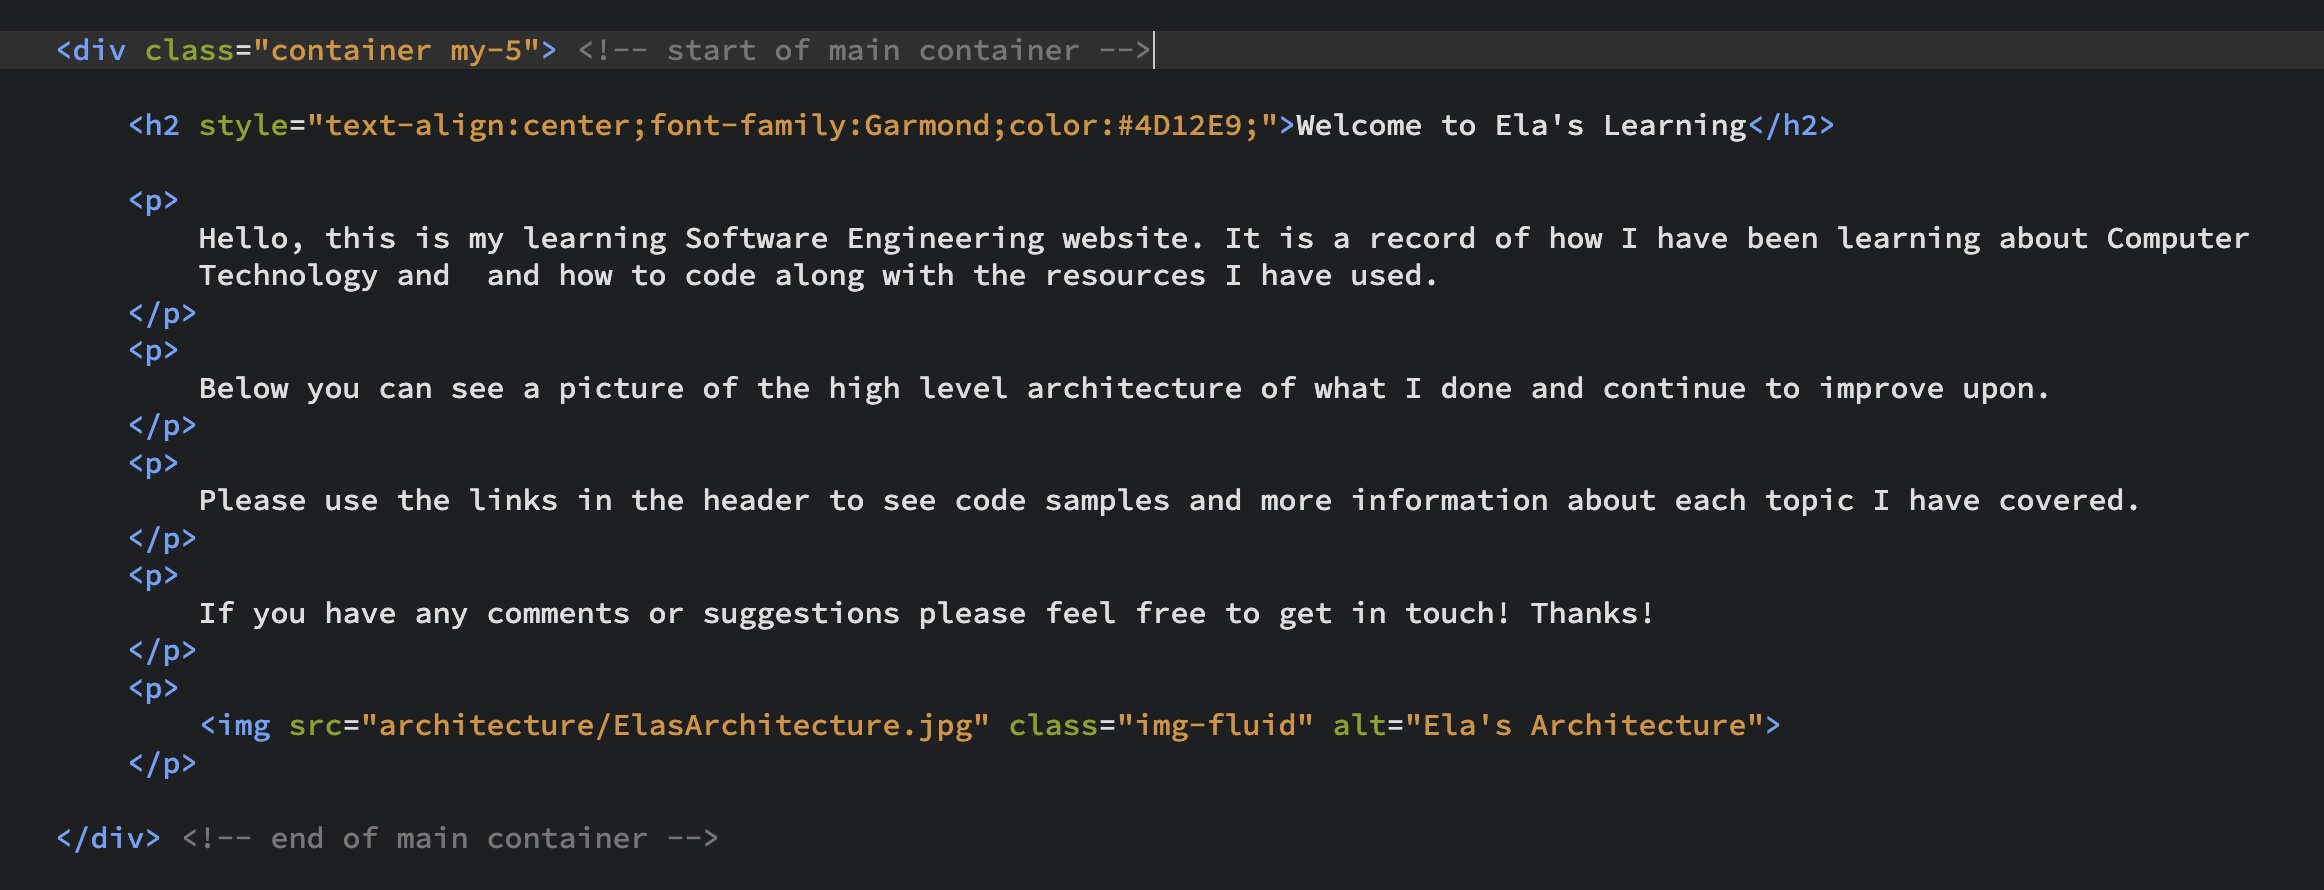 <div class="container my-5"> <!-- start of main container -->
<h2 style="text-align:center;font-family:Garmond;color:#4D12E9;">Welcome to Ela's Learning</h2>
<p>
Hello, this is my learning Software Engineering website. It is a record of how I have been learning about Computer
Technology and  and how to code along with the resources I have used.
</p>
<p>
Below you can see a picture of the high level architecture of what I done and continue to improve upon.
</p>
<p>
Please use the links in the header to see code samples and more information about each topic I have covered.
</p>
<p>
If you have any comments or suggestions please feel free to get in touch! Thanks!
</p>
<p>
<img src="architecture/ElasArchitecture.jpg" class="img-fluid" alt="Ela's Architecture">
</p>
</div> <!-- end of main container -->